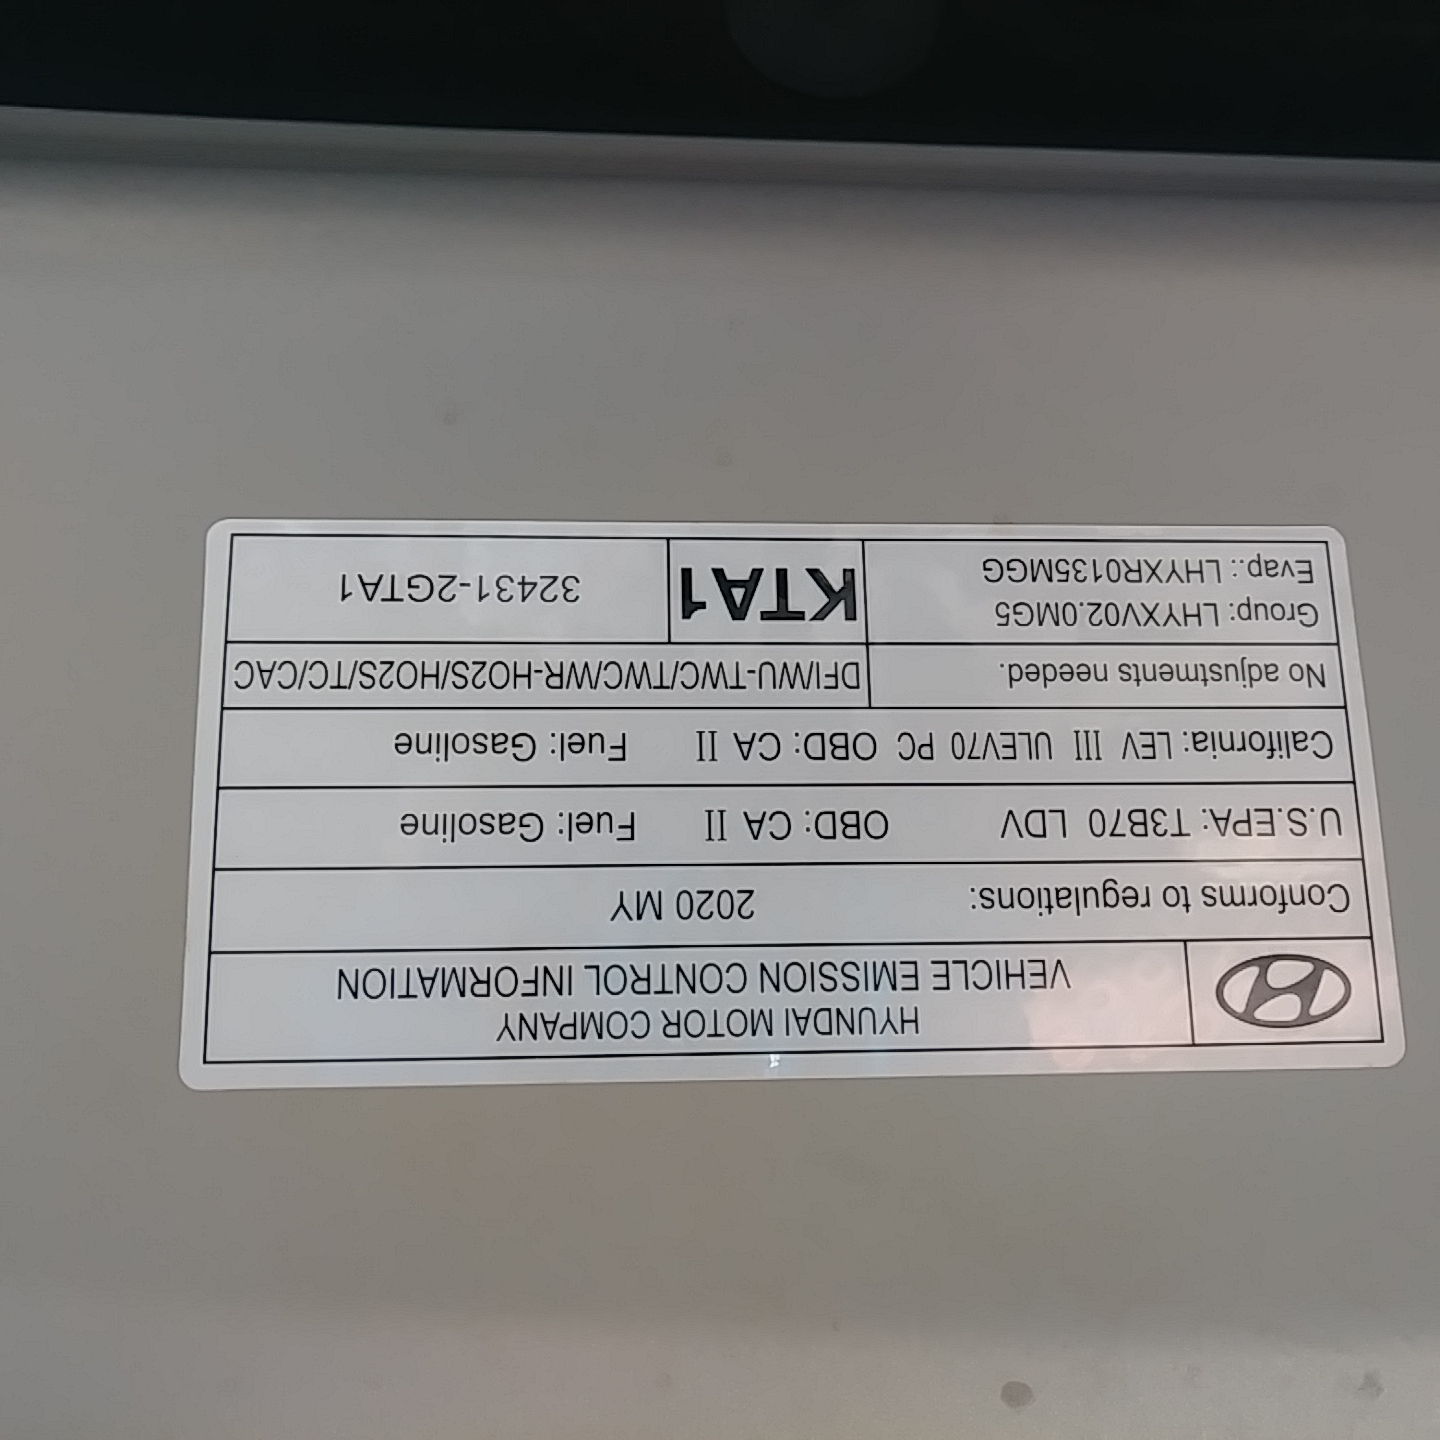 HYUNDAI MOTOR COMPANY
VEHICLE EMISSION CONTROL INFORMATION
Conforms to regulations: 2020 MY
U.S.EPA: T3B70 LDV OBD: CA II Fuel: Gasoline
California: LEV III ULEV70 PC OBD: CA II Fuel: Gasoline
No adjustments needed. DFI/WU-TWC/TWC/WR-HO2S/HO2S/TC/CAC
Group: LHYXV02.0MG5
Evap.: LHYXR0135MGG
KTA1
32431-2GTA1